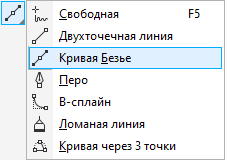 Свободная F5
Двухточечная линия
Кривая Безье
Перо
В-сплайн
Ломаная линия
Кривая через 3 точки